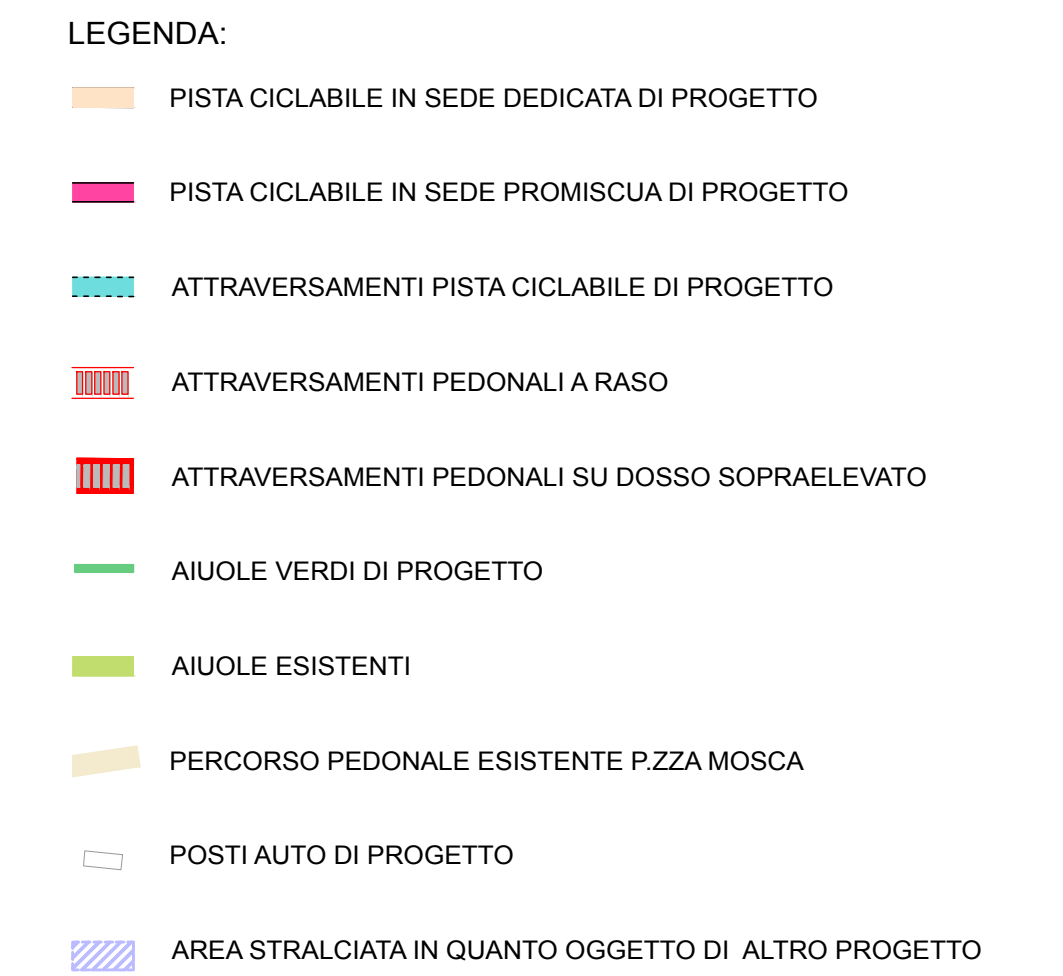 LEGENDA:
PISTA CICLABILE IN SEDE DEDICATA DI PROGETTO
PISTA CICLABILE IN SEDE PROMISCUA DI PROGETTO
ATTRAVERSAMENTI PISTA CICLABILE DI PROGETTO
ATTRAVERSAMENTI PEDONALI A RASO
ATTRAVERSAMENTI PEDONALI SU DOSSO SOPRAELEVATO
AIUOLE VERDI DI PROGETTO
AIUOLE ESISTENTI
PERCORSO PEDONALE ESISTENTE P.ZZA MOSCA
POSTI AUTO DI PROGETTO
AREA STRALCIATA IN QUANTO OGGETTO DI ALTRO PROGETTO